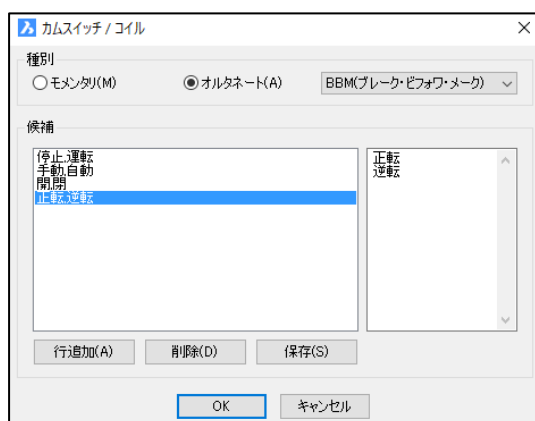 カムスイッチ / コイル
種別
モメンタリ(M)
オルタネート(A)
BBM(ブレーク・ビフォワ・メーク)
候補
停止,運転
手動,自動
開,閉
正転,逆転
正転
逆転
行追加(A)
削除(D)
保存(S)
OK
キャンセル